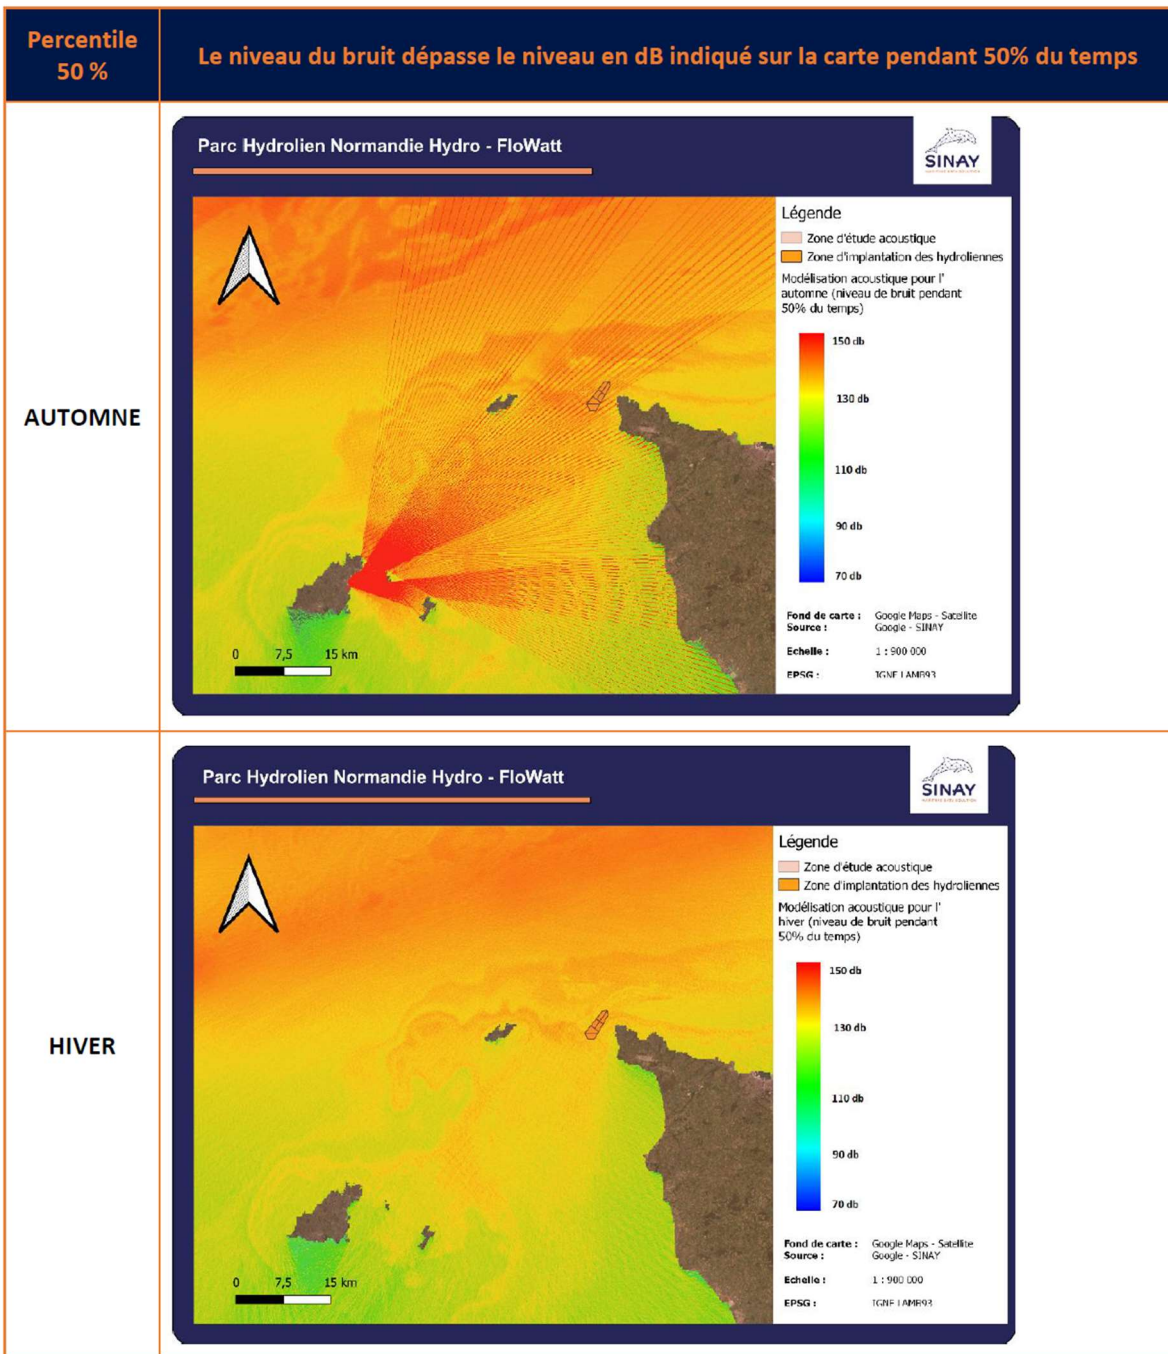 Percentile
50 %
Le niveau du bruit dépasse le niveau en dB indiqué sur la carte pendant 50% du temps
AUTOMNE
Parc Hydrolien Normandie Hydro - FloWatt
SINAY
Légende
Zone d'étude acoustique
Zone d'implantation des hydroliennes
Modélisation acoustique pour l'
automne (niveau de bruit pendant
50% du temps)
150 db
130 db
110 db
90 db
70 db
0 7,5 15 km
Fond de carte : Google Maps - Satellite
Source : Google - SINAY
Echelle : 1 : 900 000
EPSG : IGNF LAMB93
HIVER
Parc Hydrolien Normandie Hydro - FloWatt
SINAY
Légende
Zone d'étude acoustique
Zone d'implantation des hydroliennes
Modélisation acoustique pour l'
hiver (niveau de bruit pendant
50% du temps)
150 db
130 db
110 db
90 db
70 db
0 7,5 15 km
Fond de carte : Google Maps - Satellite
Source : Google - SINAY
Echelle : 1 : 900 000
EPSG : IGNF LAMB93